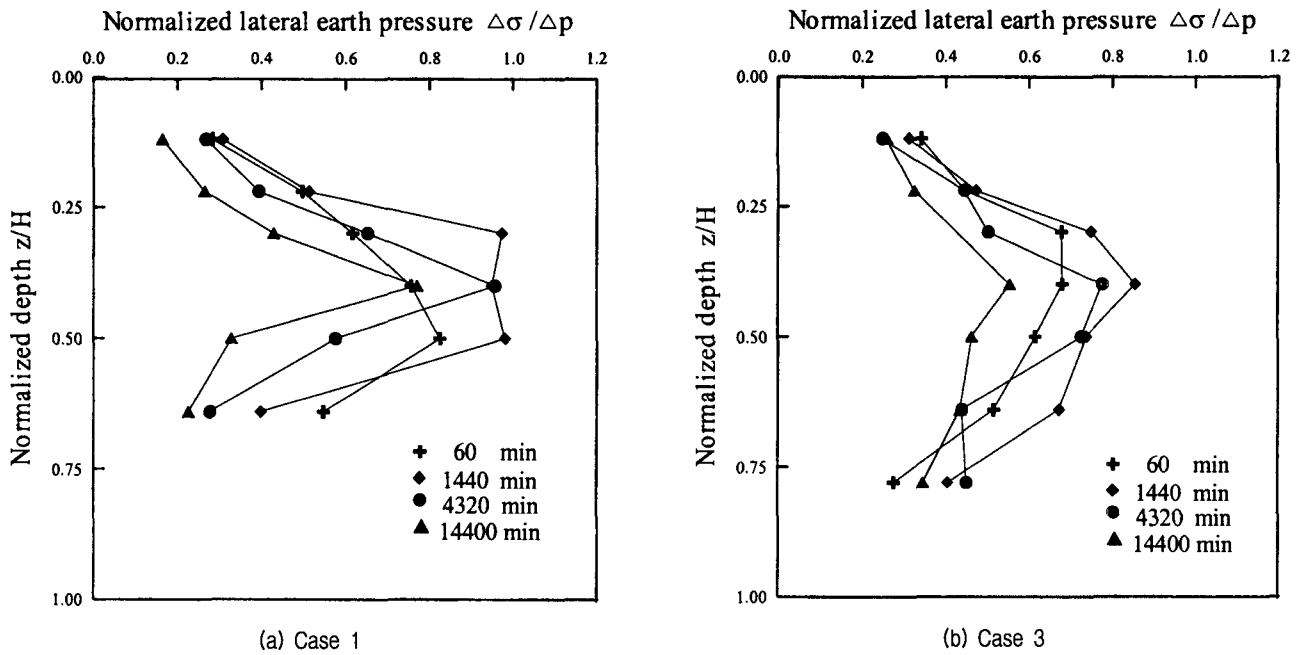 Normalized lateral earth pressure △σ/△p
0.0 0.2 0.4 0.6 0.8 1.0 1.2
0.00
0.25
0.50
0.75
1.00
Normalized depth z/H
60 min
1440 min
4320 min
14400 min
(a) Case 1
Normalized lateral earth pressure △σ/△p
0.0 0.2 0.4 0.6 0.8 1.0 1.2
0.00
0.25
0.50
0.75
1.00
Normalized depth z/H
60 min
1440 min
4320 min
14400 min
(b) Case 3